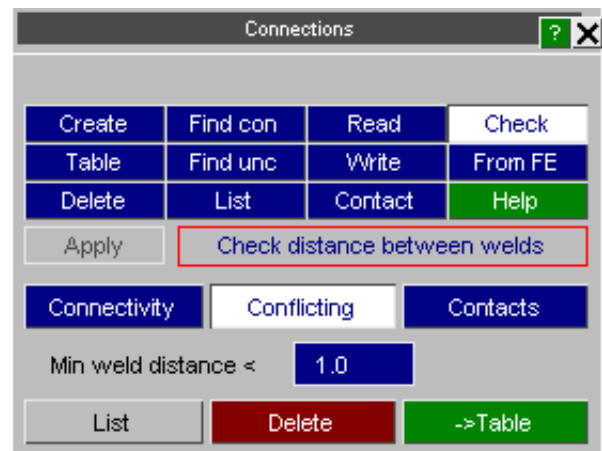 Connections ? X
Create Find con Read Check
Table Find unc Write From FE
Delete List Contact Help
Apply Check distance between welds
Connectivity Conflicting Contacts
Min weld distance < 1.0
List Delete ->Table